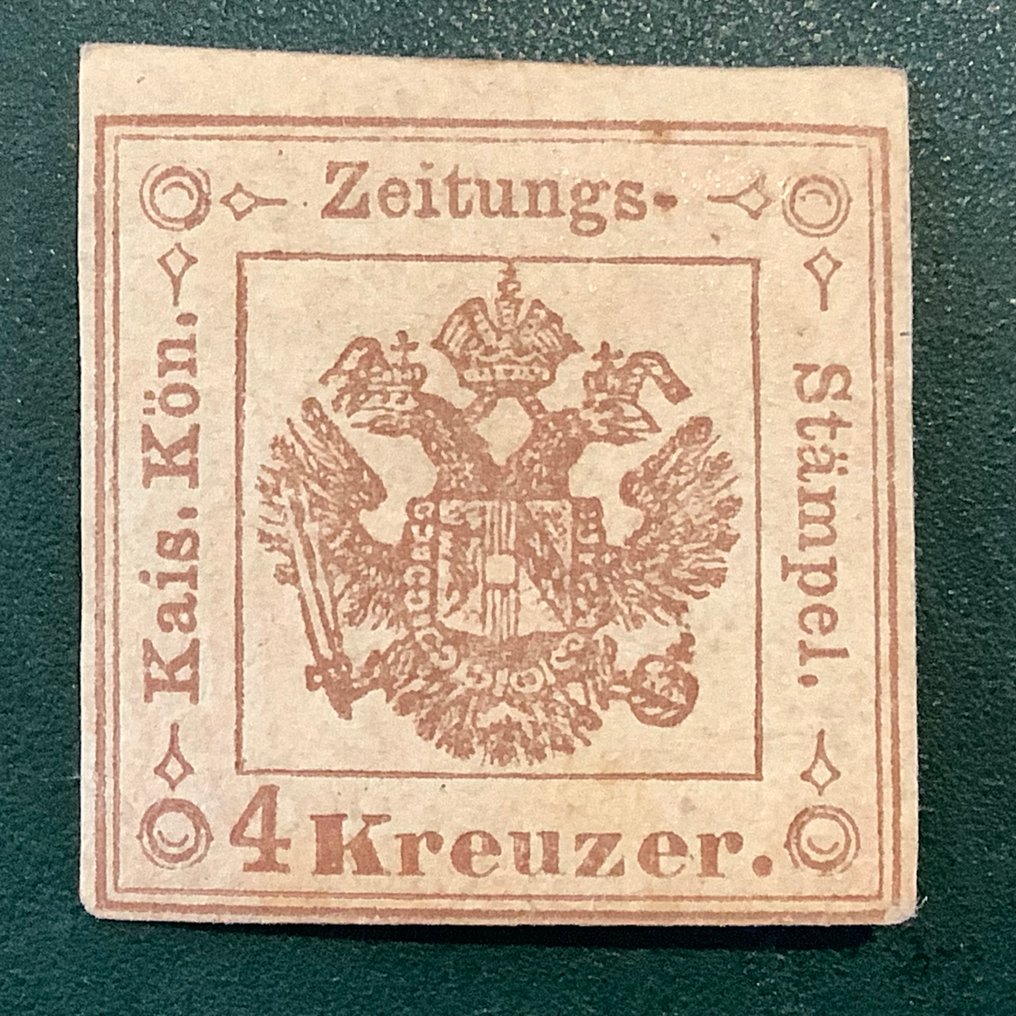 Kais. Kön.
Zeitungs-
Stämpel.
4 Kreuzer.